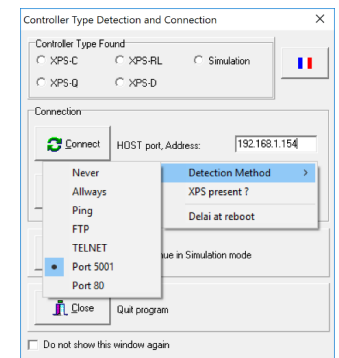 Controller Type Detection and Connection
Controller Type Found
XPS-C XPS-RL Simulation
XPS-Q XPS-D
Connection
Connect HOST port, Address: 192.168.1.154
Never
Allways
Ping
FTP
TELNET
Port 5001
Port 80
Detection Method
XPS present ?
Delai at reboot
ue in Simulation mode
Close Quit program
Do not show this window again